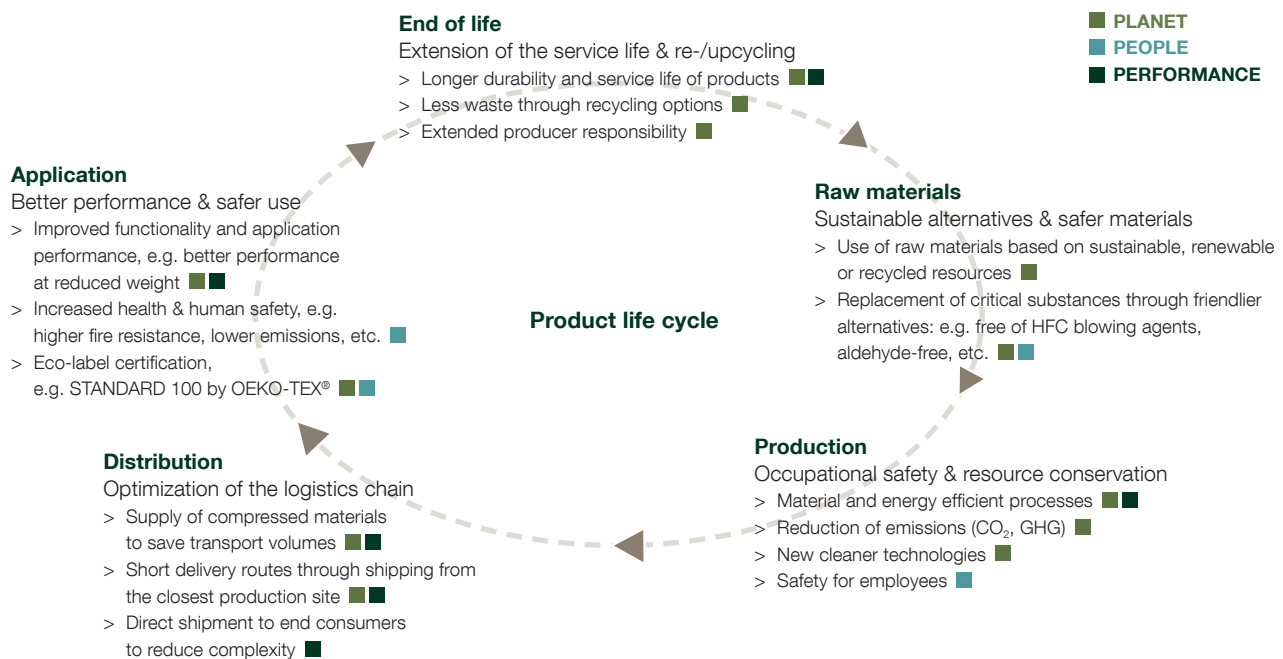 End of life
Extension of the service life & re-/upcycling
> Longer durability and service life of products
> Less waste through recycling options
> Extended producer responsibility
PLANET
PEOPLE
PERFORMANCE
Application
Better performance & safer use
> Improved functionality and application
performance, e.g. better performance
at reduced weight
> Increased health & human safety, e.g.
higher fire resistance, lower emissions, etc.
> Eco-label certification,
e.g. STANDARD 100 by OEKO-TEX®
Raw materials
Sustainable alternatives & safer materials
> Use of raw materials based on sustainable, renewable
or recycled resources
> Replacement of critical substances through friendlier
alternatives: e.g. free of HFC blowing agents,
aldehyde-free, etc.
Product life cycle
Production
Occupational safety & resource conservation
> Material and energy efficient processes
> Reduction of emissions (CO₂, GHG)
> New cleaner technologies
> Safety for employees
Distribution
Optimization of the logistics chain
> Supply of compressed materials
to save transport volumes
> Short delivery routes through shipping from
the closest production site
> Direct shipment to end consumers
to reduce complexity